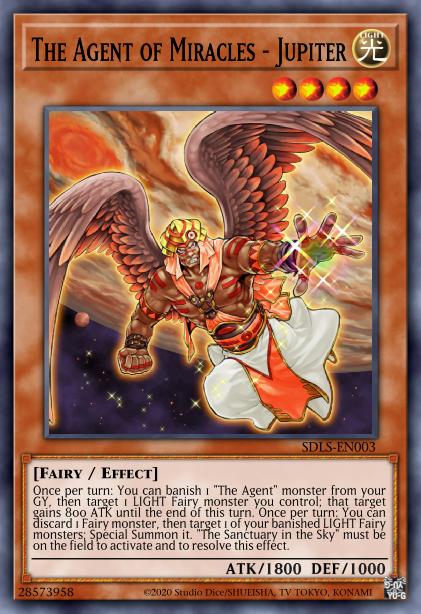 THE AGENT OF MIRACLES - JUPITER
LIGHT
光
SDLS-EN003
[FAIRY / EFFECT]
Once per turn: You can banish 1 "The Agent" monster from your
GY, then target 1 LIGHT Fairy monster you control; that target
gains 800 ATK until the end of this turn. Once per turn: You can
discard 1 Fairy monster, then target 1 of your banished LIGHT Fairy
monsters; Special Summon it. "The Sanctuary in the Sky" must be
on the field to activate and to resolve this effect.
ATK/1800 DEF/1000
28573958
©2020 Studio Dice/SHUEISHA, TV TOKYO, KONAMI